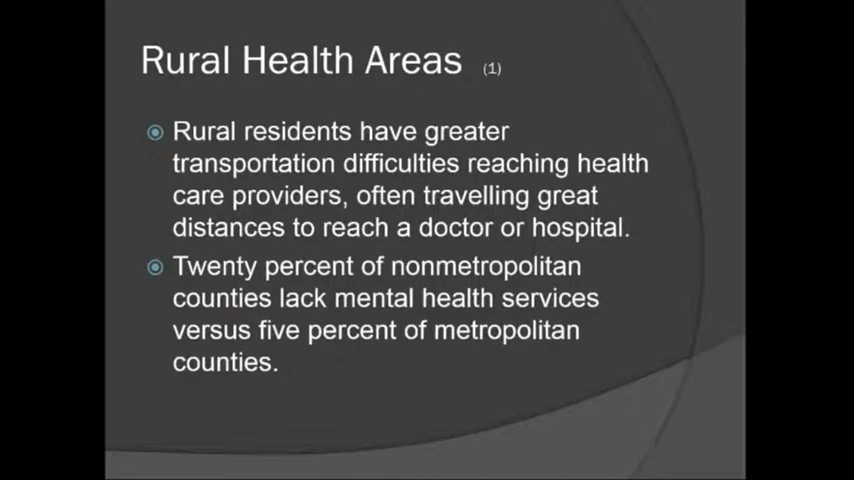 Rural Health Areas (1)
Rural residents have greater
transportation difficulties reaching health
care providers, often travelling great
distances to reach a doctor or hospital.
Twenty percent of nonmetropolitan
counties lack mental health services
versus five percent of metropolitan
counties.